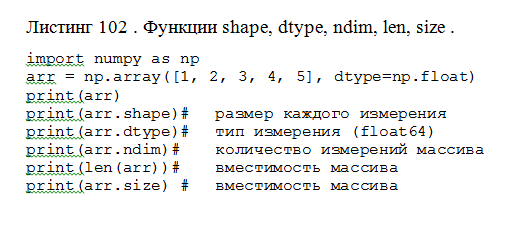 Листинг 102 . Функции shape, dtype, ndim, len, size .
import numpy as np
arr = np.array([1, 2, 3, 4, 5], dtype=np.float)
print(arr)
print(arr.shape)# размер каждого измерения
print(arr.dtype)# тип измерения (float64)
print(arr.ndim)# количество измерений массива
print(len(arr))# вместимость массива
print(arr.size) # вместимость массива